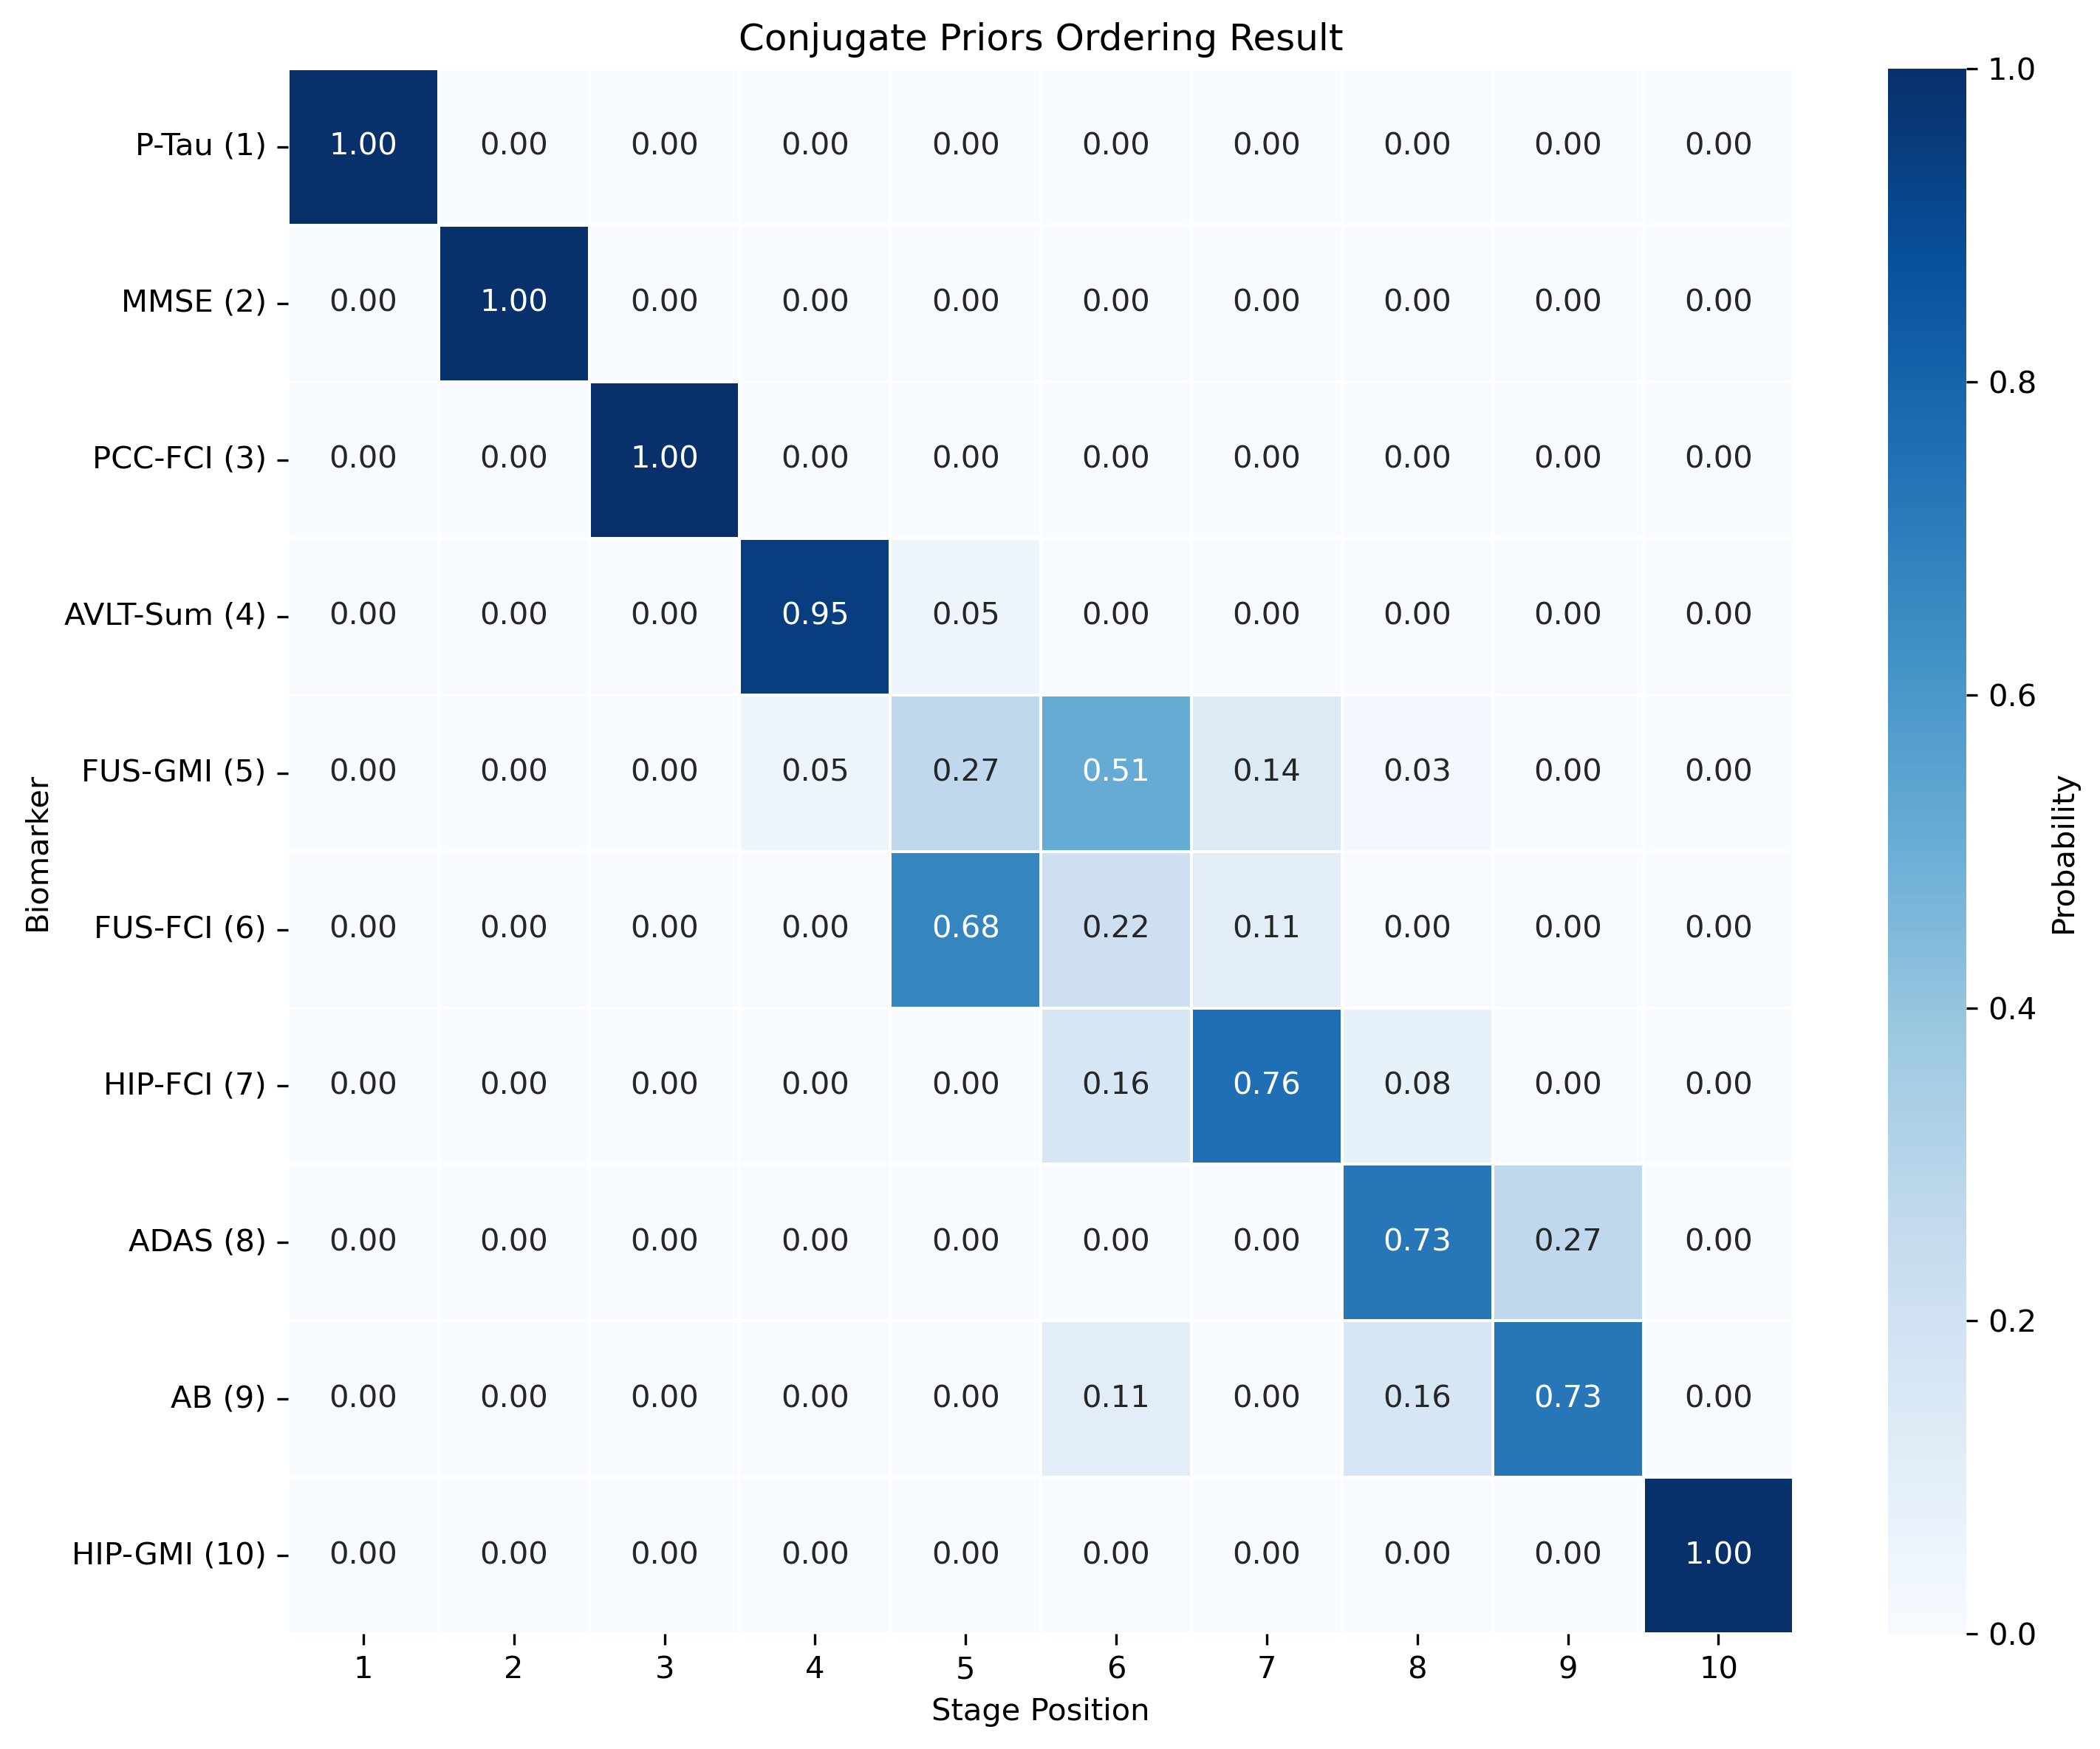 Conjugate Priors Ordering Result
P-Tau (1) 1.00 0.00 0.00 0.00 0.00 0.00 0.00 0.00 0.00 0.00
MMSE (2) 0.00 1.00 0.00 0.00 0.00 0.00 0.00 0.00 0.00 0.00
PCC-FCI (3) 0.00 0.00 1.00 0.00 0.00 0.00 0.00 0.00 0.00 0.00
AVLT-Sum (4) 0.00 0.00 0.00 0.95 0.05 0.00 0.00 0.00 0.00 0.00
FUS-GMI (5) 0.00 0.00 0.00 0.05 0.27 0.51 0.14 0.03 0.00 0.00
FUS-FCI (6) 0.00 0.00 0.00 0.00 0.68 0.22 0.11 0.00 0.00 0.00
HIP-FCI (7) 0.00 0.00 0.00 0.00 0.00 0.16 0.76 0.08 0.00 0.00
ADAS (8) 0.00 0.00 0.00 0.00 0.00 0.00 0.00 0.73 0.27 0.00
AB (9) 0.00 0.00 0.00 0.00 0.00 0.11 0.00 0.16 0.73 0.00
HIP-GMI (10) 0.00 0.00 0.00 0.00 0.00 0.00 0.00 0.00 0.00 1.00
1 2 3 4 5 6 7 8 9 10
Stage Position
Biomarker
1.0
0.8
0.6
0.4
0.2
0.0
Probability